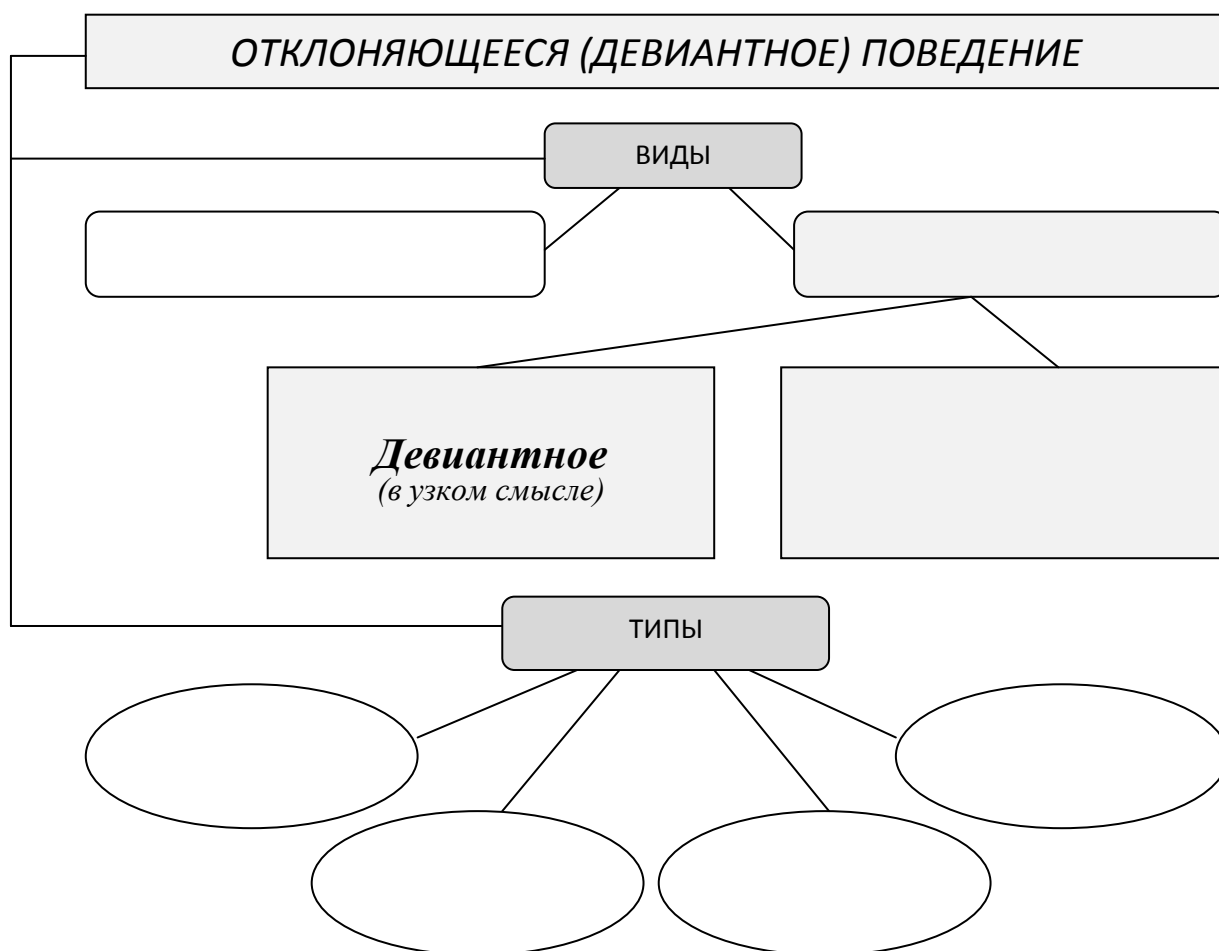 ОТКЛОНЯЮЩЕЕСЯ (ДЕВИАНТНОЕ) ПОВЕДЕНИЕ
ВИДЫ
Девиантное
(в узком смысле)
ТИПЫ